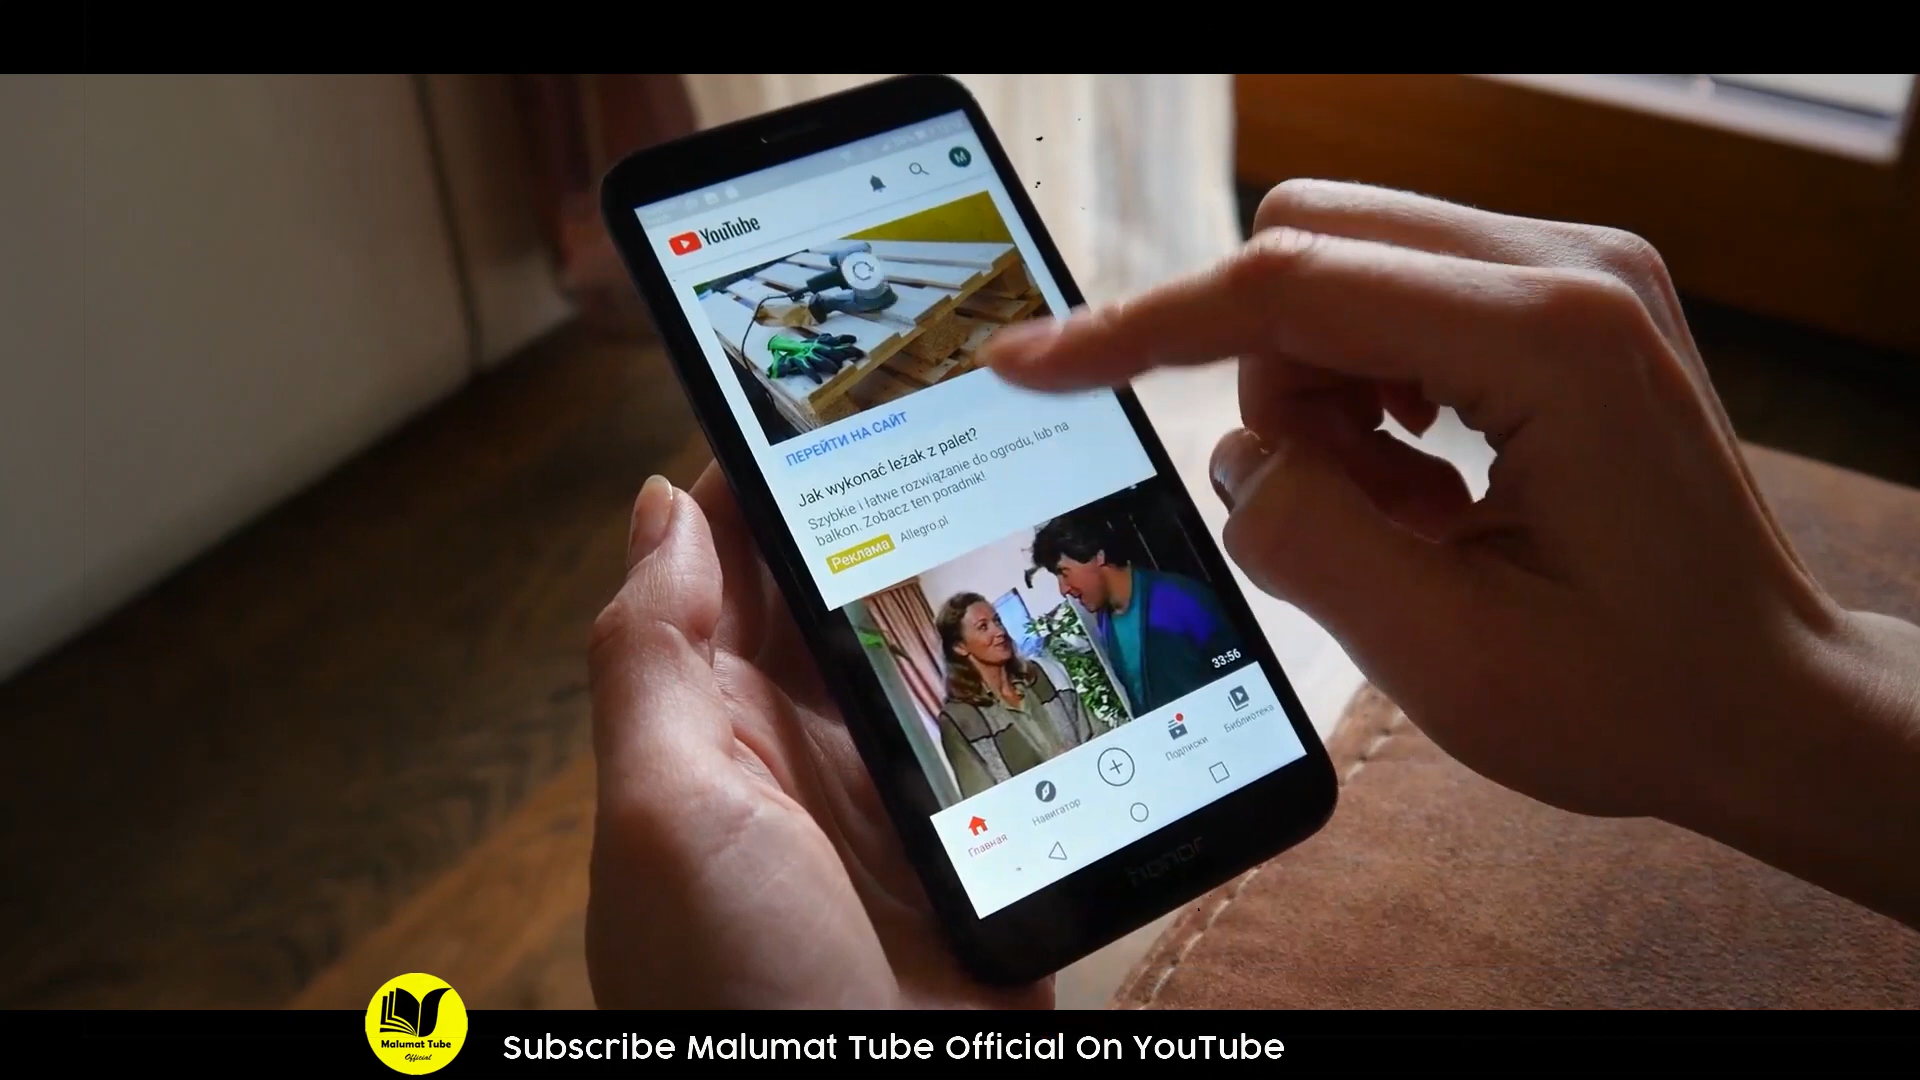 M
YouTube
ПЕРЕЙТИ НА САЙТ
Jak wykonać leżak z palet?
Szybkie i łatwe rozwiązanie do ogrodu, lub na
balkon. Zobacz ten poradnik!
Реклама Allegro.pl
33:56
Главная Навигатор Подписки Библиотека
honor
Malumat Tube
Official
Subscribe Malumat Tube Official On YouTube